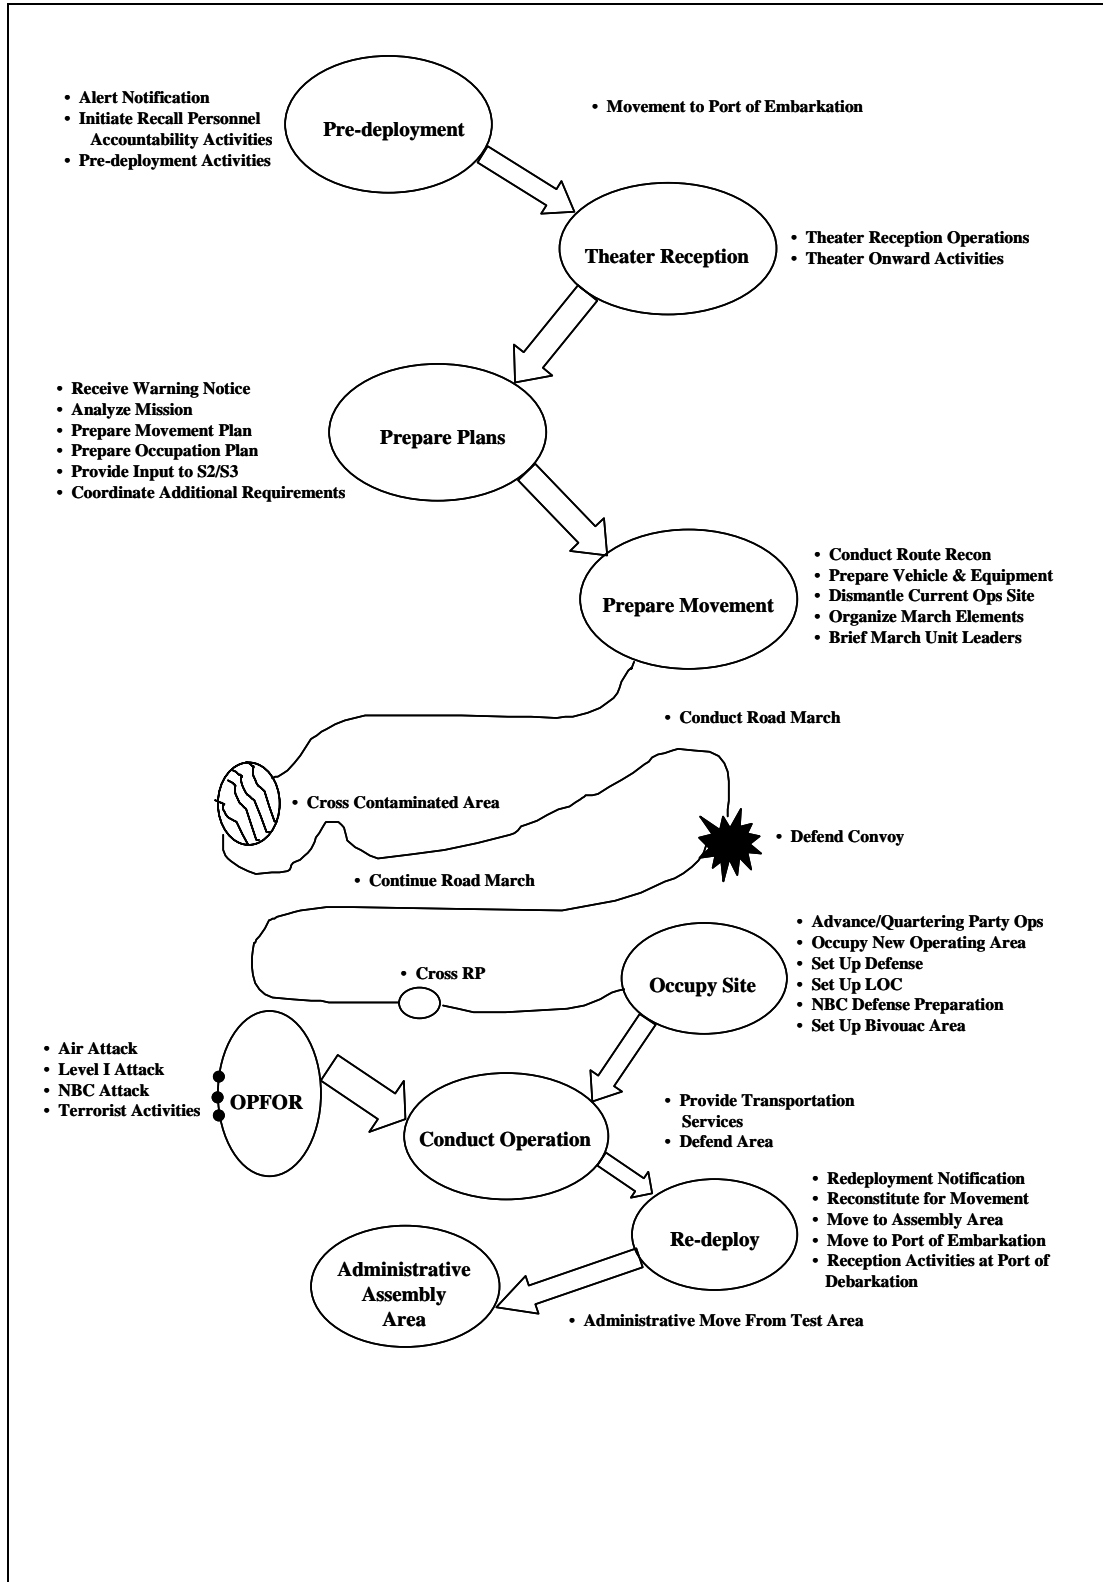 • Alert Notification
• Initiate Recall Personnel
Accountability Activities
• Pre-deployment Activities
Pre-deployment
• Movement to Port of Embarkation
Theater Reception
• Theater Reception Operations
• Theater Onward Activities
• Receive Warning Notice
• Analyze Mission
• Prepare Movement Plan
• Prepare Occupation Plan
• Provide Input to S2/S3
• Coordinate Additional Requirements
Prepare Plans
Prepare Movement
• Conduct Route Recon
• Prepare Vehicle & Equipment
• Dismantle Current Ops Site
• Organize March Elements
• Brief March Unit Leaders
• Conduct Road March
• Cross Contaminated Area
• Defend Convoy
• Continue Road March
• Cross RP
Occupy Site
• Advance/Quartering Party Ops
• Occupy New Operating Area
• Set Up Defense
• Set Up LOC
• NBC Defense Preparation
• Set Up Bivouac Area
• Air Attack
• Level I Attack
• NBC Attack
• Terrorist Activities
OPFOR
Conduct Operation
• Provide Transportation
Services
• Defend Area
Re-deploy
• Redeployment Notification
• Reconstitute for Movement
• Move to Assembly Area
• Move to Port of Embarkation
• Reception Activities at Port of
Debarkation
Administrative
Assembly
Area
• Administrative Move From Test Area